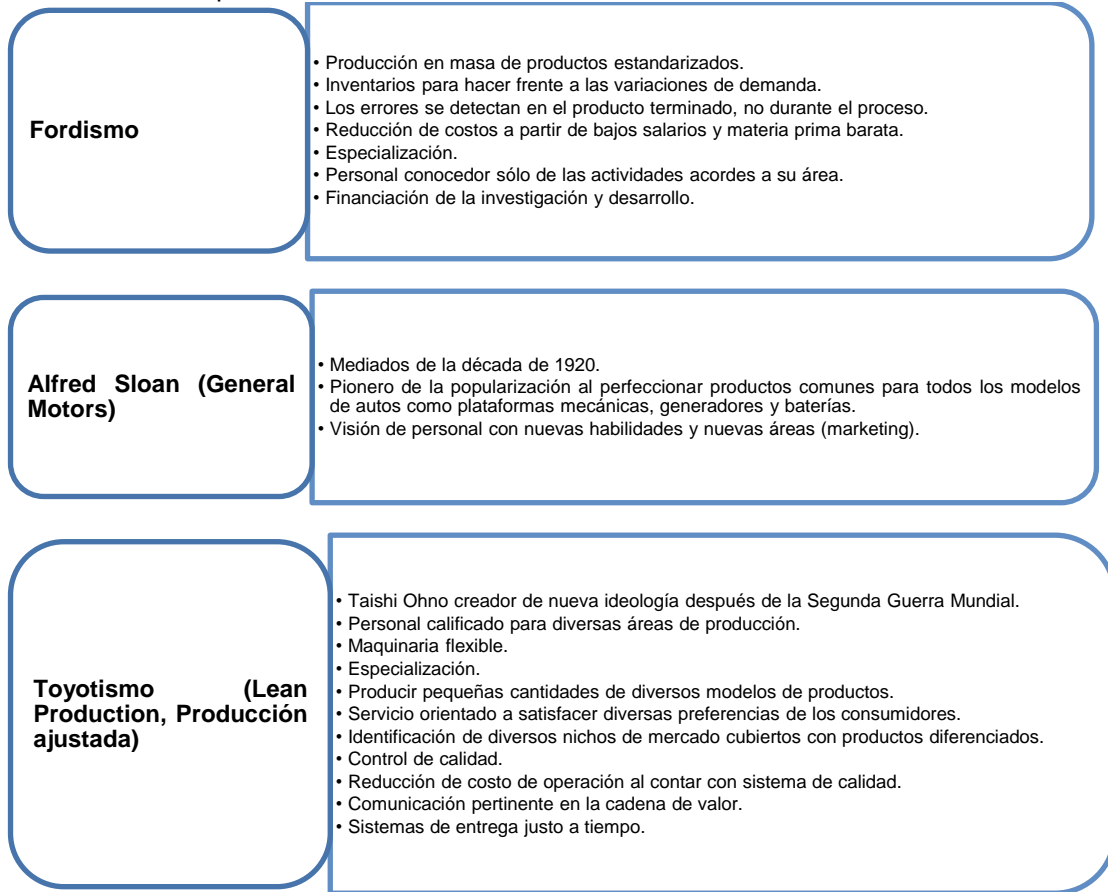 Fordismo
• Producción en masa de productos estandarizados.
• Inventarios para hacer frente a las variaciones de demanda.
• Los errores se detectan en el producto terminado, no durante el proceso.
• Reducción de costos a partir de bajos salarios y materia prima barata.
• Especialización.
• Personal conocedor sólo de las actividades acordes a su área.
• Financiación de la investigación y desarrollo.
Alfred Sloan (General
Motors)
• Mediados de la década de 1920.
• Pionero de la popularización al perfeccionar productos comunes para todos los modelos
de autos como plataformas mecánicas, generadores y baterías.
• Visión de personal con nuevas habilidades y nuevas áreas (marketing).
Toyotismo (Lean
Production, Producción
ajustada)
• Taishi Ohno creador de nueva ideología después de la Segunda Guerra Mundial.
• Personal calificado para diversas áreas de producción.
• Maquinaria flexible.
• Especialización.
• Producir pequeñas cantidades de diversos modelos de productos.
• Servicio orientado a satisfacer diversas preferencias de los consumidores.
• Identificación de diversos nichos de mercado cubiertos con productos diferenciados.
• Control de calidad.
• Reducción de costo de operación al contar con sistema de calidad.
• Comunicación pertinente en la cadena de valor.
• Sistemas de entrega justo a tiempo.